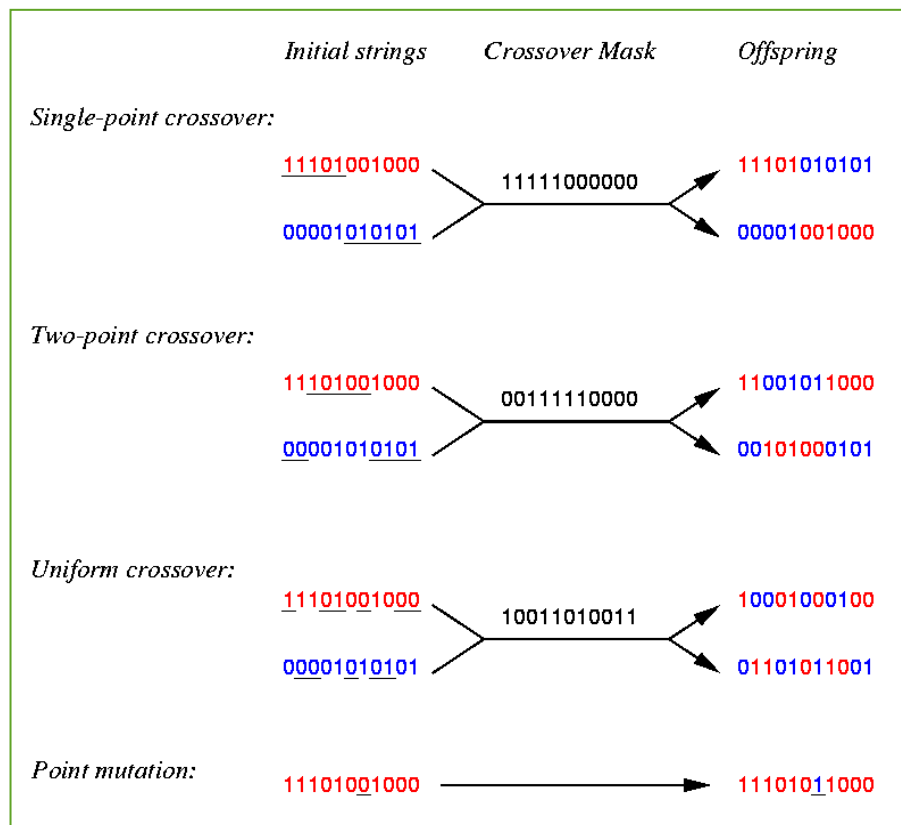 Initial strings Crossover Mask Offspring
Single-point crossover:
11101001000 11111000000 11101010101
00001010101 00001001000
Two-point crossover:
11101001000 00111110000 11001011000
00001010101 00101000101
Uniform crossover:
11101001000 10011010011 10001000100
00001010101 01101011001
Point mutation:
11101001000 11101011000